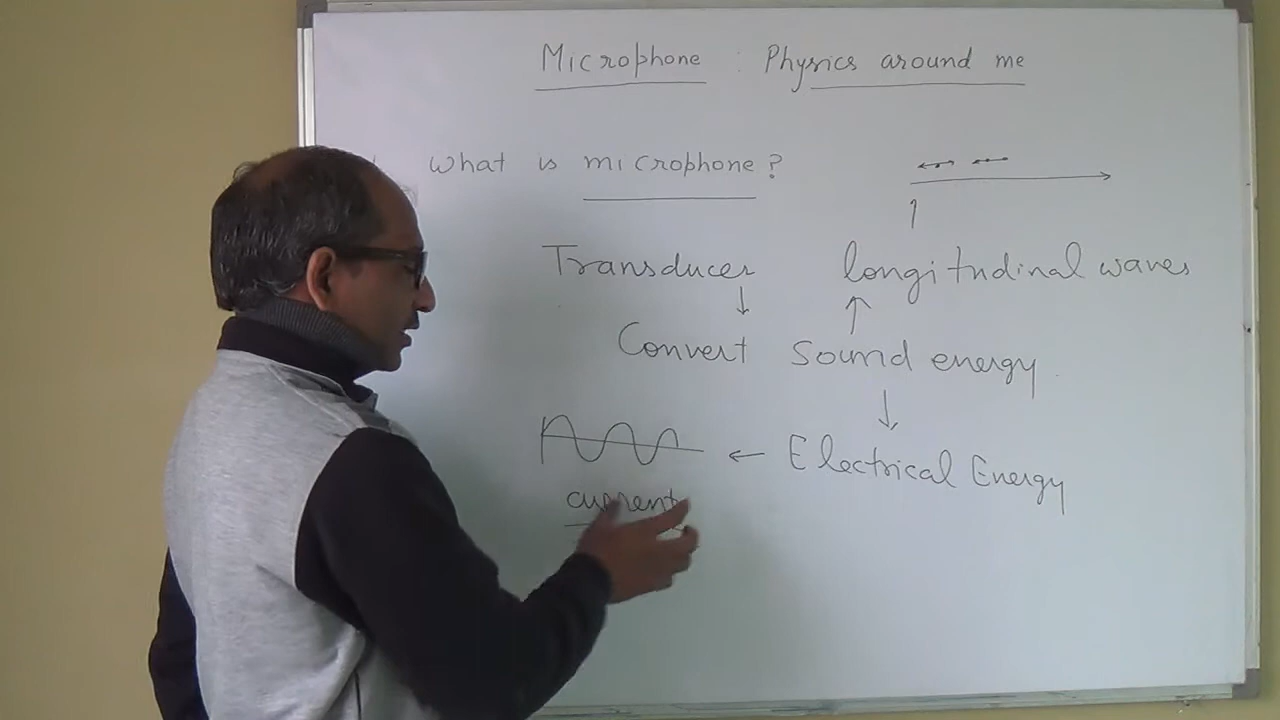 Microphone : Physics around me
What is microphone?
Transducer longitudinal waves
Convert Sound energy
Electrical Energy
current